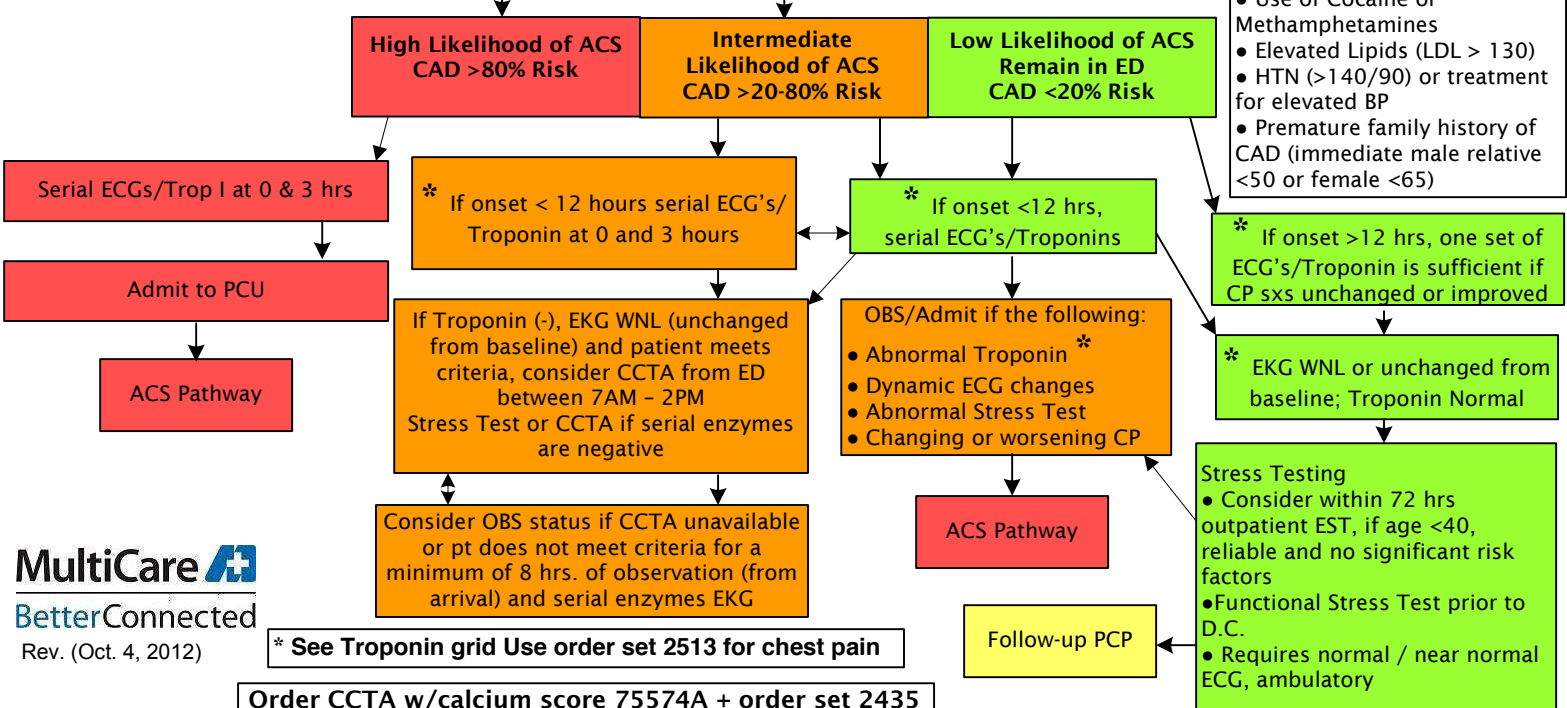 ● Use of Cocaine or
Methamphetamines
● Elevated Lipids (LDL > 130)
● HTN (>140/90) or treatment
for elevated BP
● Premature family history of
CAD (immediate male relative
<50 or female <65)
High Likelihood of ACS
CAD >80% Risk
Intermediate
Likelihood of ACS
CAD >20-80% Risk
Low Likelihood of ACS
Remain in ED
CAD <20% Risk
Serial ECGs/Trop I at 0 & 3 hrs
Admit to PCU
ACS Pathway
* If onset < 12 hours serial ECG's/
Troponin at 0 and 3 hours
* If onset <12 hrs,
serial ECG's/Troponins
* If onset >12 hrs, one set of
ECG's/Troponin is sufficient if
CP sxs unchanged or improved
If Troponin (-), EKG WNL (unchanged
from baseline) and patient meets
criteria, consider CCTA from ED
between 7AM – 2PM
Stress Test or CCTA if serial enzymes
are negative
OBS/Admit if the following:
● Abnormal Troponin *
● Dynamic ECG changes
● Abnormal Stress Test
● Changing or worsening CP
* EKG WNL or unchanged from
baseline; Troponin Normal
Consider OBS status if CCTA unavailable
or pt does not meet criteria for a
minimum of 8 hrs. of observation (from
arrival) and serial enzymes EKG
ACS Pathway
Stress Testing
● Consider within 72 hrs
outpatient EST, if age <40,
reliable and no significant risk
factors
●Functional Stress Test prior to
D.C.
● Requires normal / near normal
ECG, ambulatory
Follow-up PCP
MultiCare
BetterConnected
Rev. (Oct. 4, 2012)
* See Troponin grid Use order set 2513 for chest pain
Order CCTA w/calcium score 75574A + order set 2435